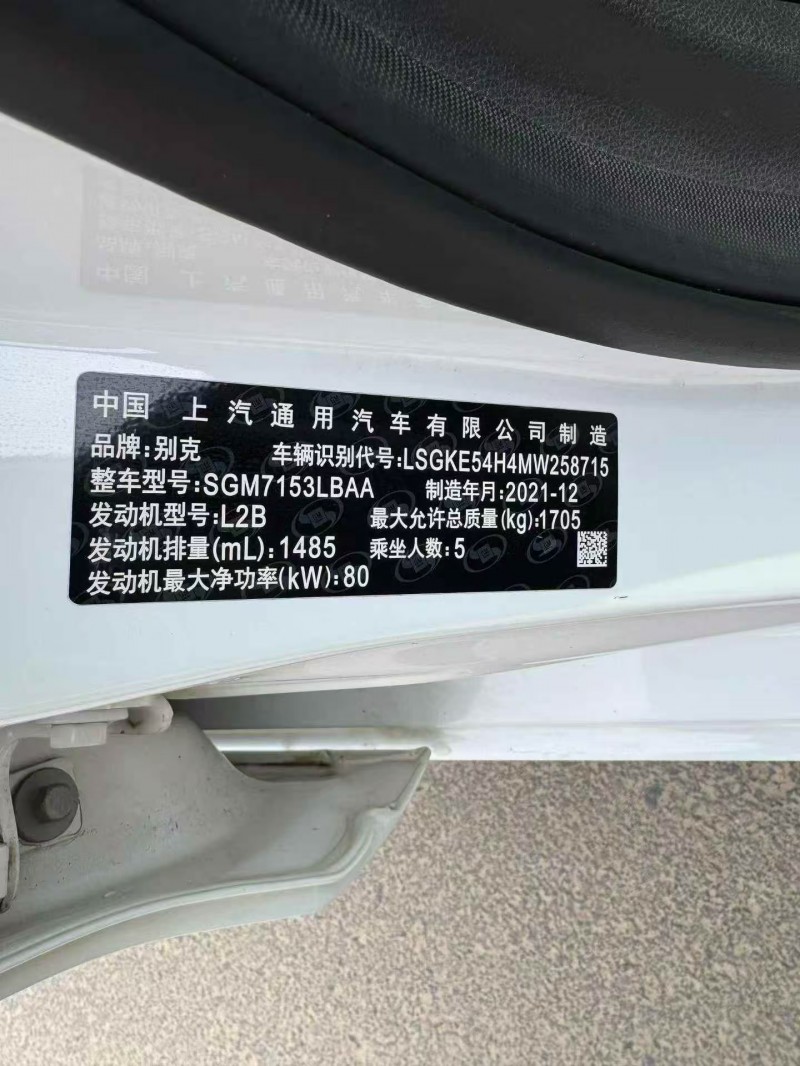 中国 上汽通用汽车有限公司制造
品牌:别克 车辆识别代号:LSGKE54H4MW258715
整车型号:SGM7153LBAA 制造年月:2021-12
发动机型号:L2B 最大允许总质量(kg):1705
发动机排量(mL):1485 乘坐人数:5
发动机最大净功率(kW):80